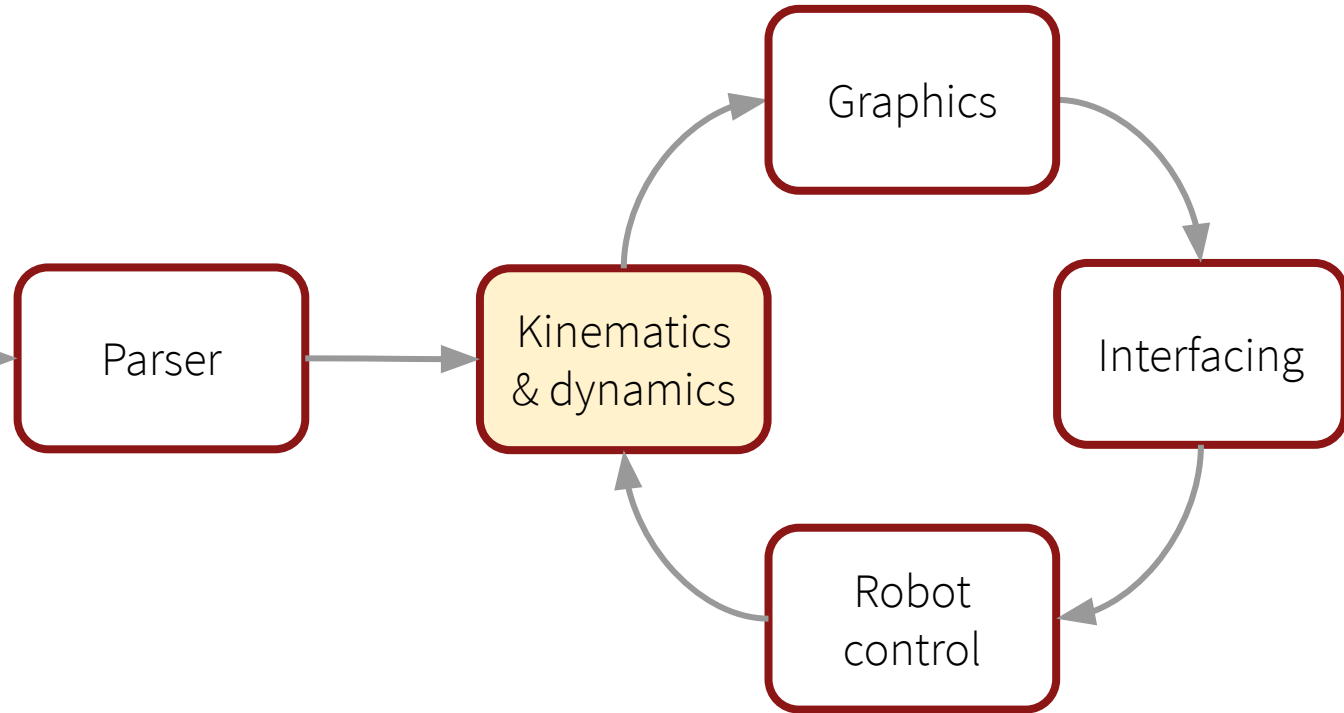 Graphics
Parser
Kinematics
& dynamics
Interfacing
Robot
control